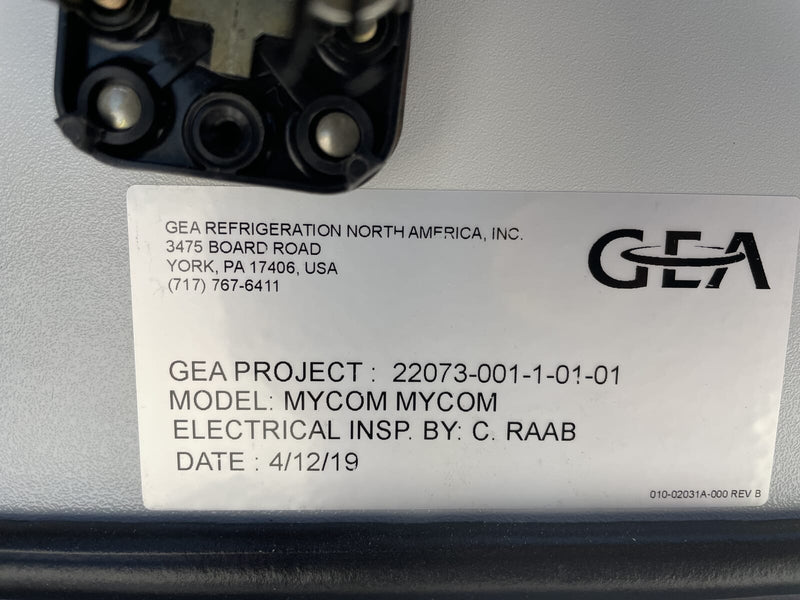 GEA REFRIGERATION NORTH AMERICA, INC.
3475 BOARD ROAD
YORK, PA 17406, USA
(717) 767-6411
GEA
GEA PROJECT : 22073-001-1-01-01
MODEL: MYCOM MYCOM
ELECTRICAL INSP. BY: C. RAAB
DATE : 4/12/19
010-02031A-000 REV B